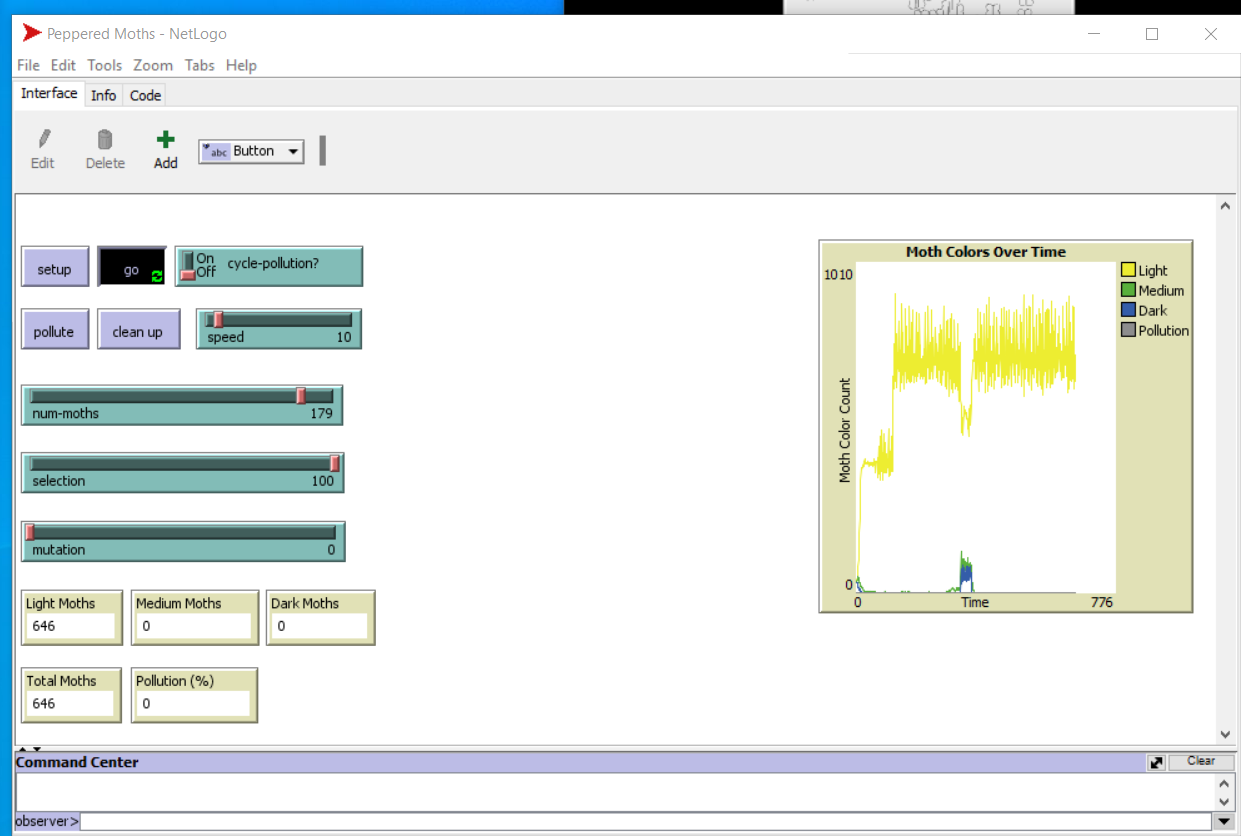 Peppered Moths - NetLogo
File Edit Tools Zoom Tabs Help
Interface Info Code
Edit Delete Add abc Button
setup go On Off cycle-pollution?
pollute clean up speed 10
num-moths 179
selection 100
mutation 0
Light Moths Medium Moths Dark Moths
646 0 0
Total Moths Pollution (%)
646 0
Moth Colors Over Time
1010
Moth Color Count
0
0 Time 776
Light
Medium
Dark
Pollution
Command Center Clear
observer>